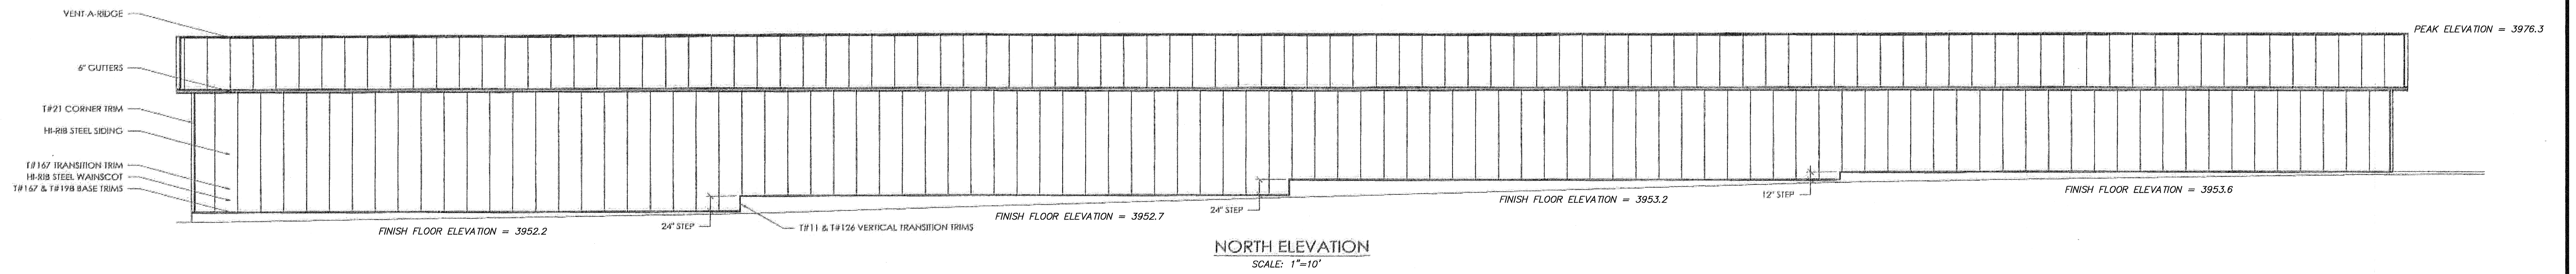 VENT-A-RIDGE
PEAK ELEVATION = 3976.3
6" GUTTERS
T#21 CORNER TRIM
HI-RIB STEEL SIDING
T#167 TRANSITION TRIM
HI-RIB STEEL WAINSCOT
T#167 & T#198 BASE TRIMS
FINISH FLOOR ELEVATION = 3952.2
24" STEP
T#11 & T#126 VERTICAL TRANSITION TRIMS
FINISH FLOOR ELEVATION = 3952.7
24" STEP
FINISH FLOOR ELEVATION = 3953.2
12" STEP
FINISH FLOOR ELEVATION = 3953.6
NORTH ELEVATION
SCALE: 1"=10'